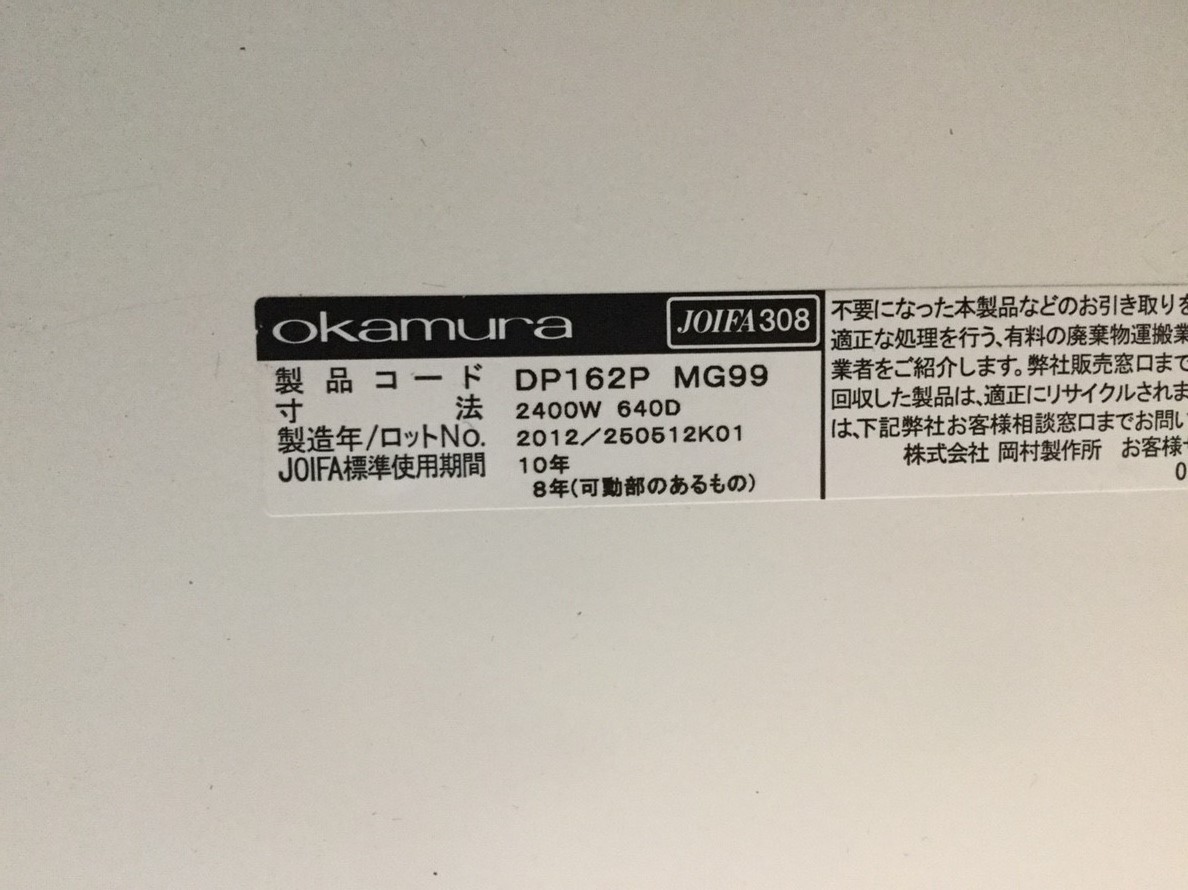 okamura JOIFA308
製品コード DP162P MG99
寸法 2400W 640D
製造年/ロットNo. 2012/250512K01
JOIFA標準使用期間 10年
8年(可動部のあるもの)
不要になった本製品などのお引き取りを
適正な処理を行う、有料の廃棄物運搬業
業者をご紹介します。弊社販売窓口まで
回収した製品は、適正にリサイクルされま
は、下記弊社お客様相談窓口までお問い
株式会社 岡村製作所 お客様サ
0